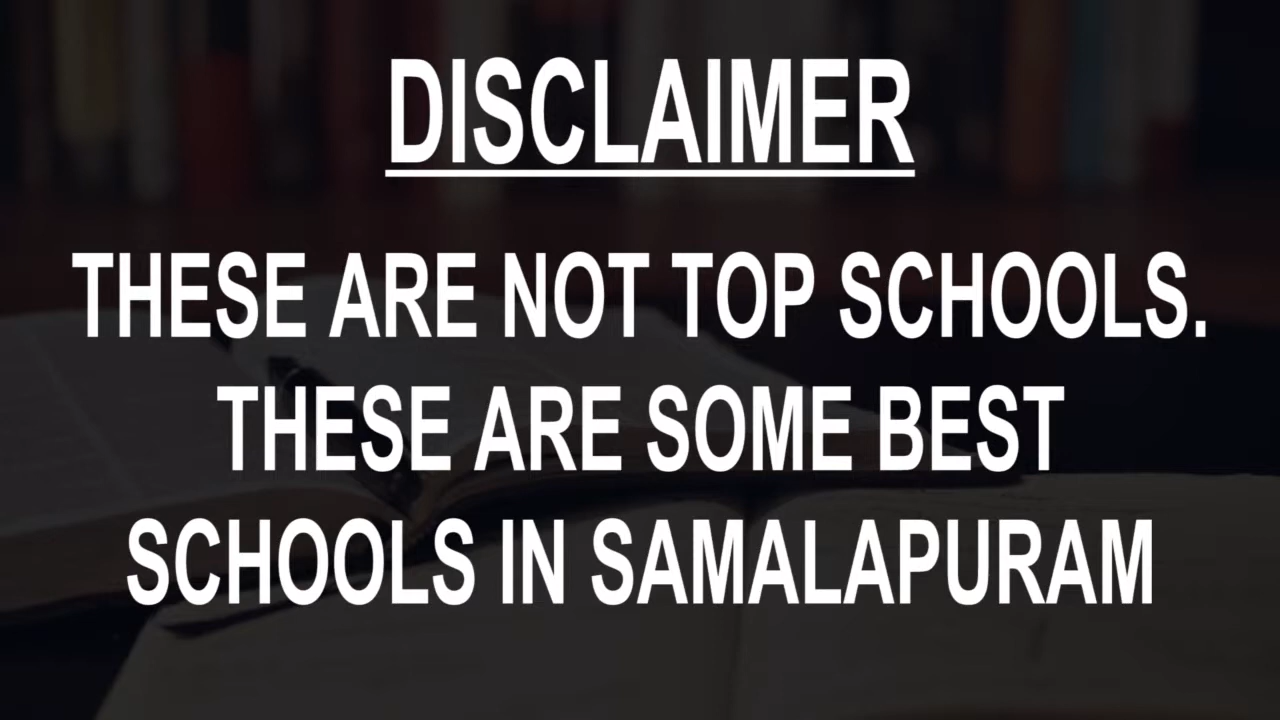 DISCLAIMER
THESE ARE NOT TOP SCHOOLS.
THESE ARE SOME BEST
SCHOOLS IN SAMALAPURAM